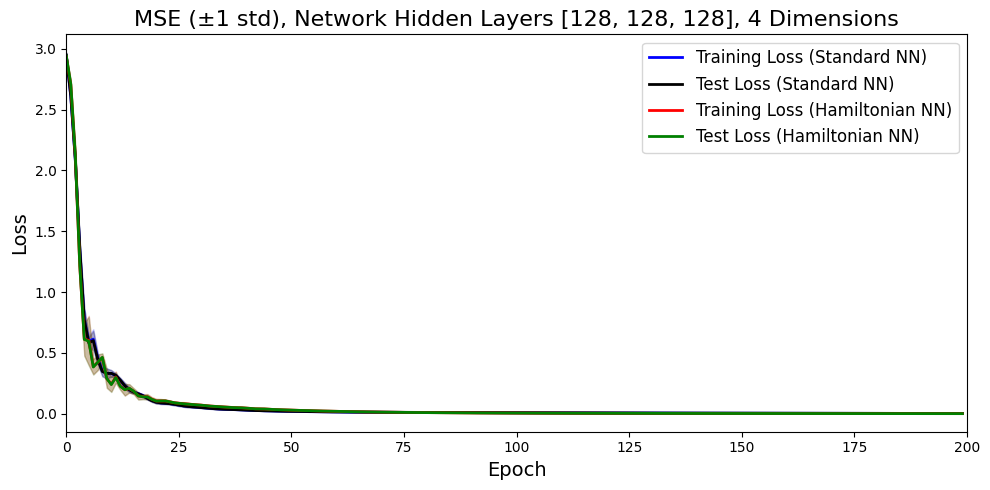 MSE (±1 std), Network Hidden Layers [128, 128, 128], 4 Dimensions
Training Loss (Standard NN)
Test Loss (Standard NN)
Training Loss (Hamiltonian NN)
Test Loss (Hamiltonian NN)
Loss
3.0
2.5
2.0
1.5
1.0
0.5
0.0
0 25 50 75 100 125 150 175 200
Epoch